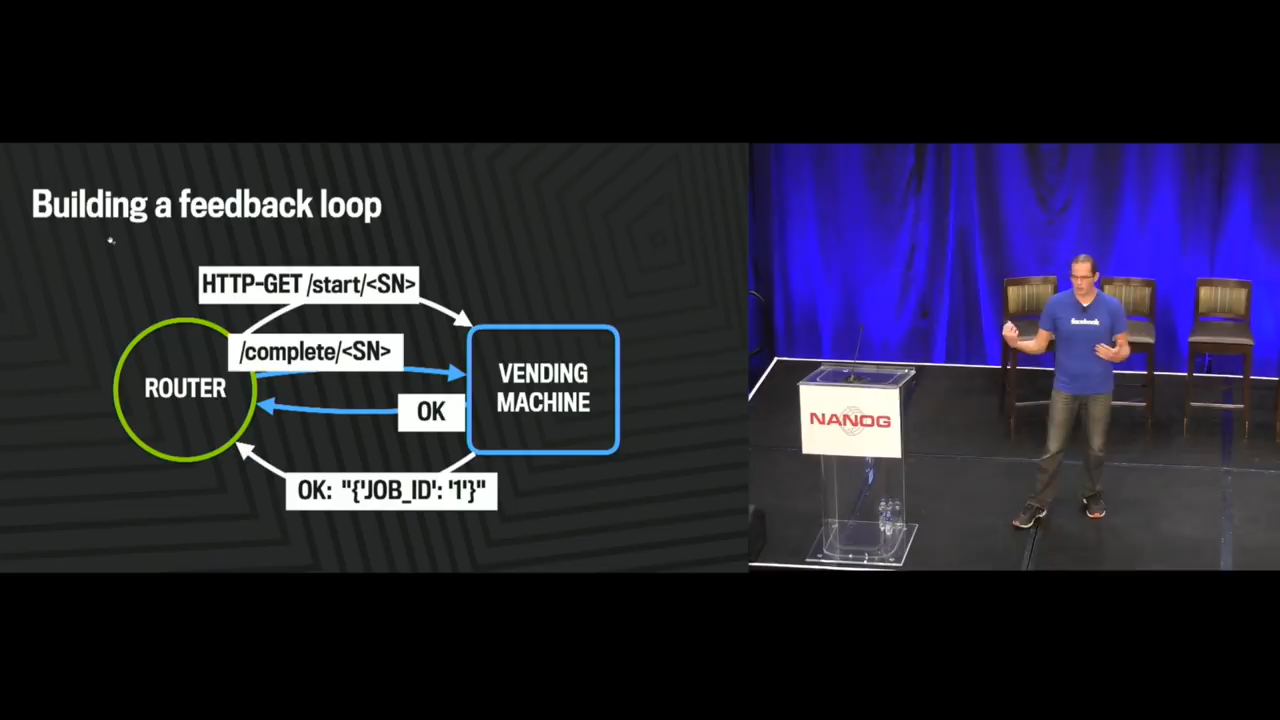 Building a feedback loop
HTTP-GET /start/<SN>
/complete/<SN>
ROUTER
VENDING
MACHINE
OK
OK: "{'JOB_ID': '1'}"
facebook
NANOG